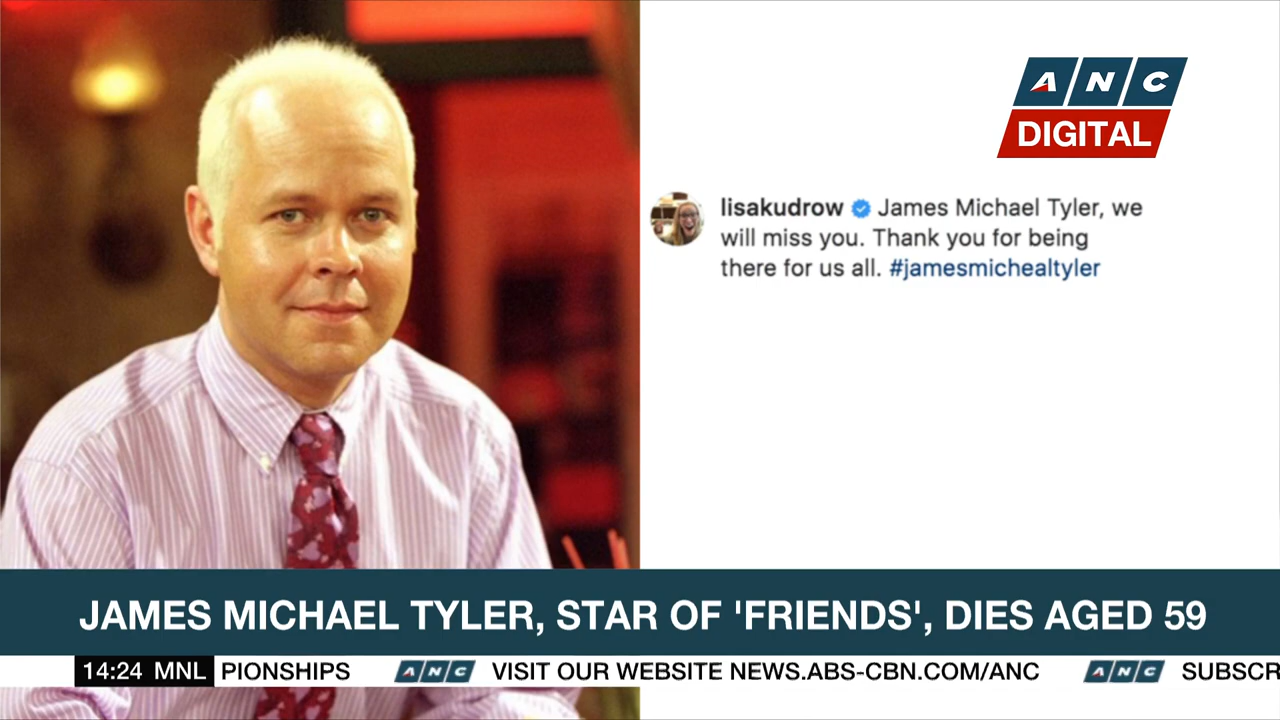 ANC
DIGITAL
lisakudrow James Michael Tyler, we
will miss you. Thank you for being
there for us all. #jamesmichealtyler
JAMES MICHAEL TYLER, STAR OF 'FRIENDS', DIES AGED 59
14:24 MNL PIONSHIPS ANC VISIT OUR WEBSITE NEWS.ABS-CBN.COM/ANC ANC SUBSCR